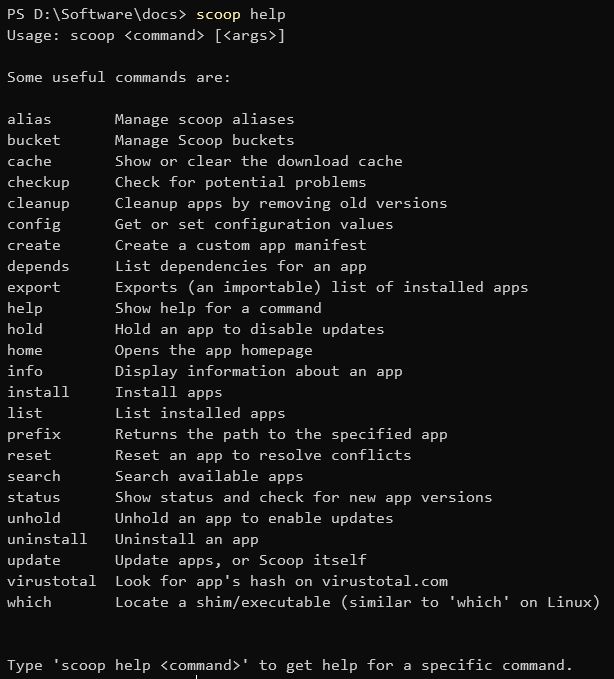 PS D:\Software\docs> scoop help
Usage: scoop <command> [<args>]
Some useful commands are:
alias Manage scoop aliases
bucket Manage Scoop buckets
cache Show or clear the download cache
checkup Check for potential problems
cleanup Cleanup apps by removing old versions
config Get or set configuration values
create Create a custom app manifest
depends List dependencies for an app
export Exports (an importable) list of installed apps
help Show help for a command
hold Hold an app to disable updates
home Opens the app homepage
info Display information about an app
install Install apps
list List installed apps
prefix Returns the path to the specified app
reset Reset an app to resolve conflicts
search Search available apps
status Show status and check for new app versions
unhold Unhold an app to enable updates
uninstall Uninstall an app
update Update apps, or Scoop itself
virustotal Look for app's hash on virustotal.com
which Locate a shim/executable (similar to 'which' on Linux)
Type 'scoop help <command>' to get help for a specific command.